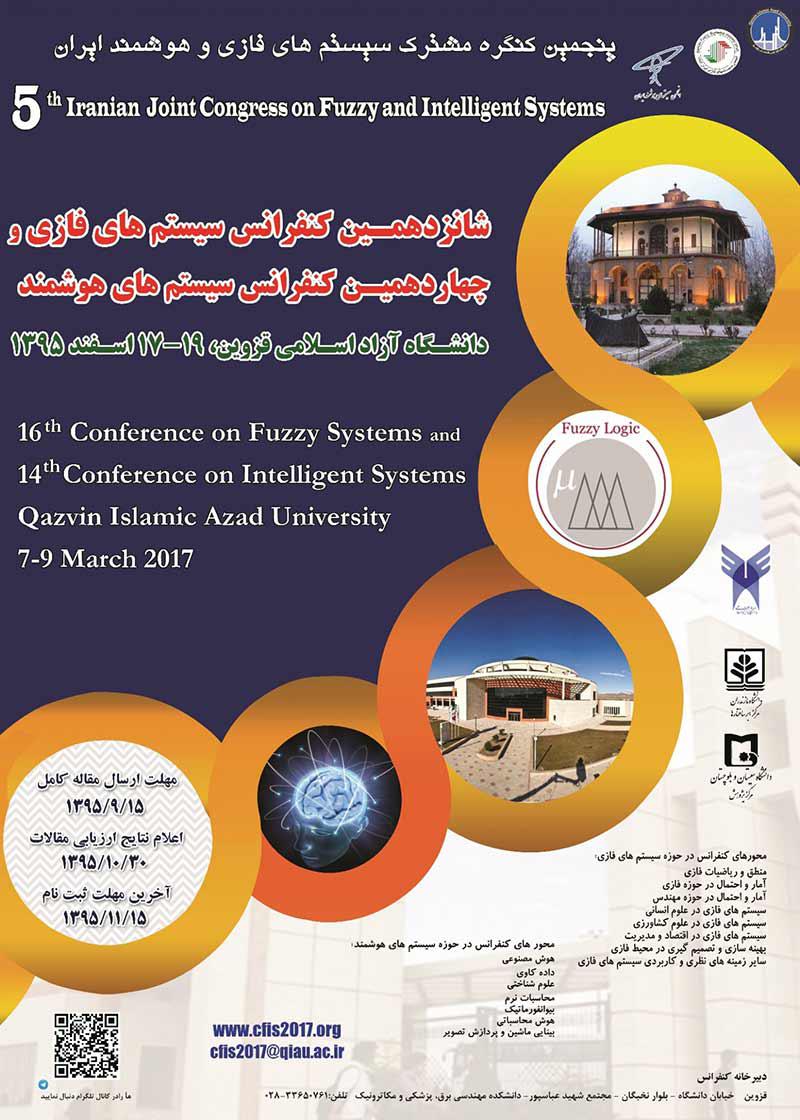 پنجمین کنگره مشترک سیستم های فازی و هوشمند ایران
5th Iranian Joint Congress on Fuzzy and Intelligent Systems
شانزدهمین کنفرانس سیستم های فازی و
چهاردهمین کنفرانس سیستم های هوشمند
دانشگاه آزاد اسلامی قزوین، ۱۹-۱۷ اسفند ۱۳۹۵
16th Conference on Fuzzy Systems and
14th Conference on Intelligent Systems
Qazvin Islamic Azad University
7-9 March 2017
Fuzzy Logic
μ
دانشگاه مازندران
دانشگاه سیستان و بلوچستان
مهلت ارسال مقاله کامل
۱۳۹۵/۹/۱۵
اعلام نتایج ارزیابی مقالات
۱۳۹۵/۱۰/۳۰
آخرین مهلت ثبت نام
۱۳۹۵/۱۱/۱۵
محورهای کنفرانس در حوزه سیستم های فازی:
منطق و ریاضیات فازی
آمار و احتمال در حوزه فازی
آمار و احتمال در حوزه مهندس
سیستم های فازی در علوم انسانی
سیستم های فازی در علوم کشاورزی
سیستم های فازی در اقتصاد و مدیریت
بهینه سازی و تصمیم گیری در محیط فازی
سایر زمینه های نظری و کاربردی سیستم های فازی
محور های کنفرانس در حوزه سیستم های هوشمند:
هوش مصنوعی
داده کاوی
علوم شناختی
محاسبات نرم
بیوانفورماتیک
هوش محاسباتی
بینایی ماشین و پردازش تصویر
www.cfis2017.org
cfis2017@qiau.ac.ir
ما را در کانال تلگرام دنبال نمایید
دبیرخانه کنفرانس
قزوین خیابان دانشگاه - بلوار نخبگان - مجتمع شهید عباسپور- دانشکده مهندسی برق، پزشکی و مکاترونیک تلفن: ۳۳۶۵۰۷۶۱-۰۲۸